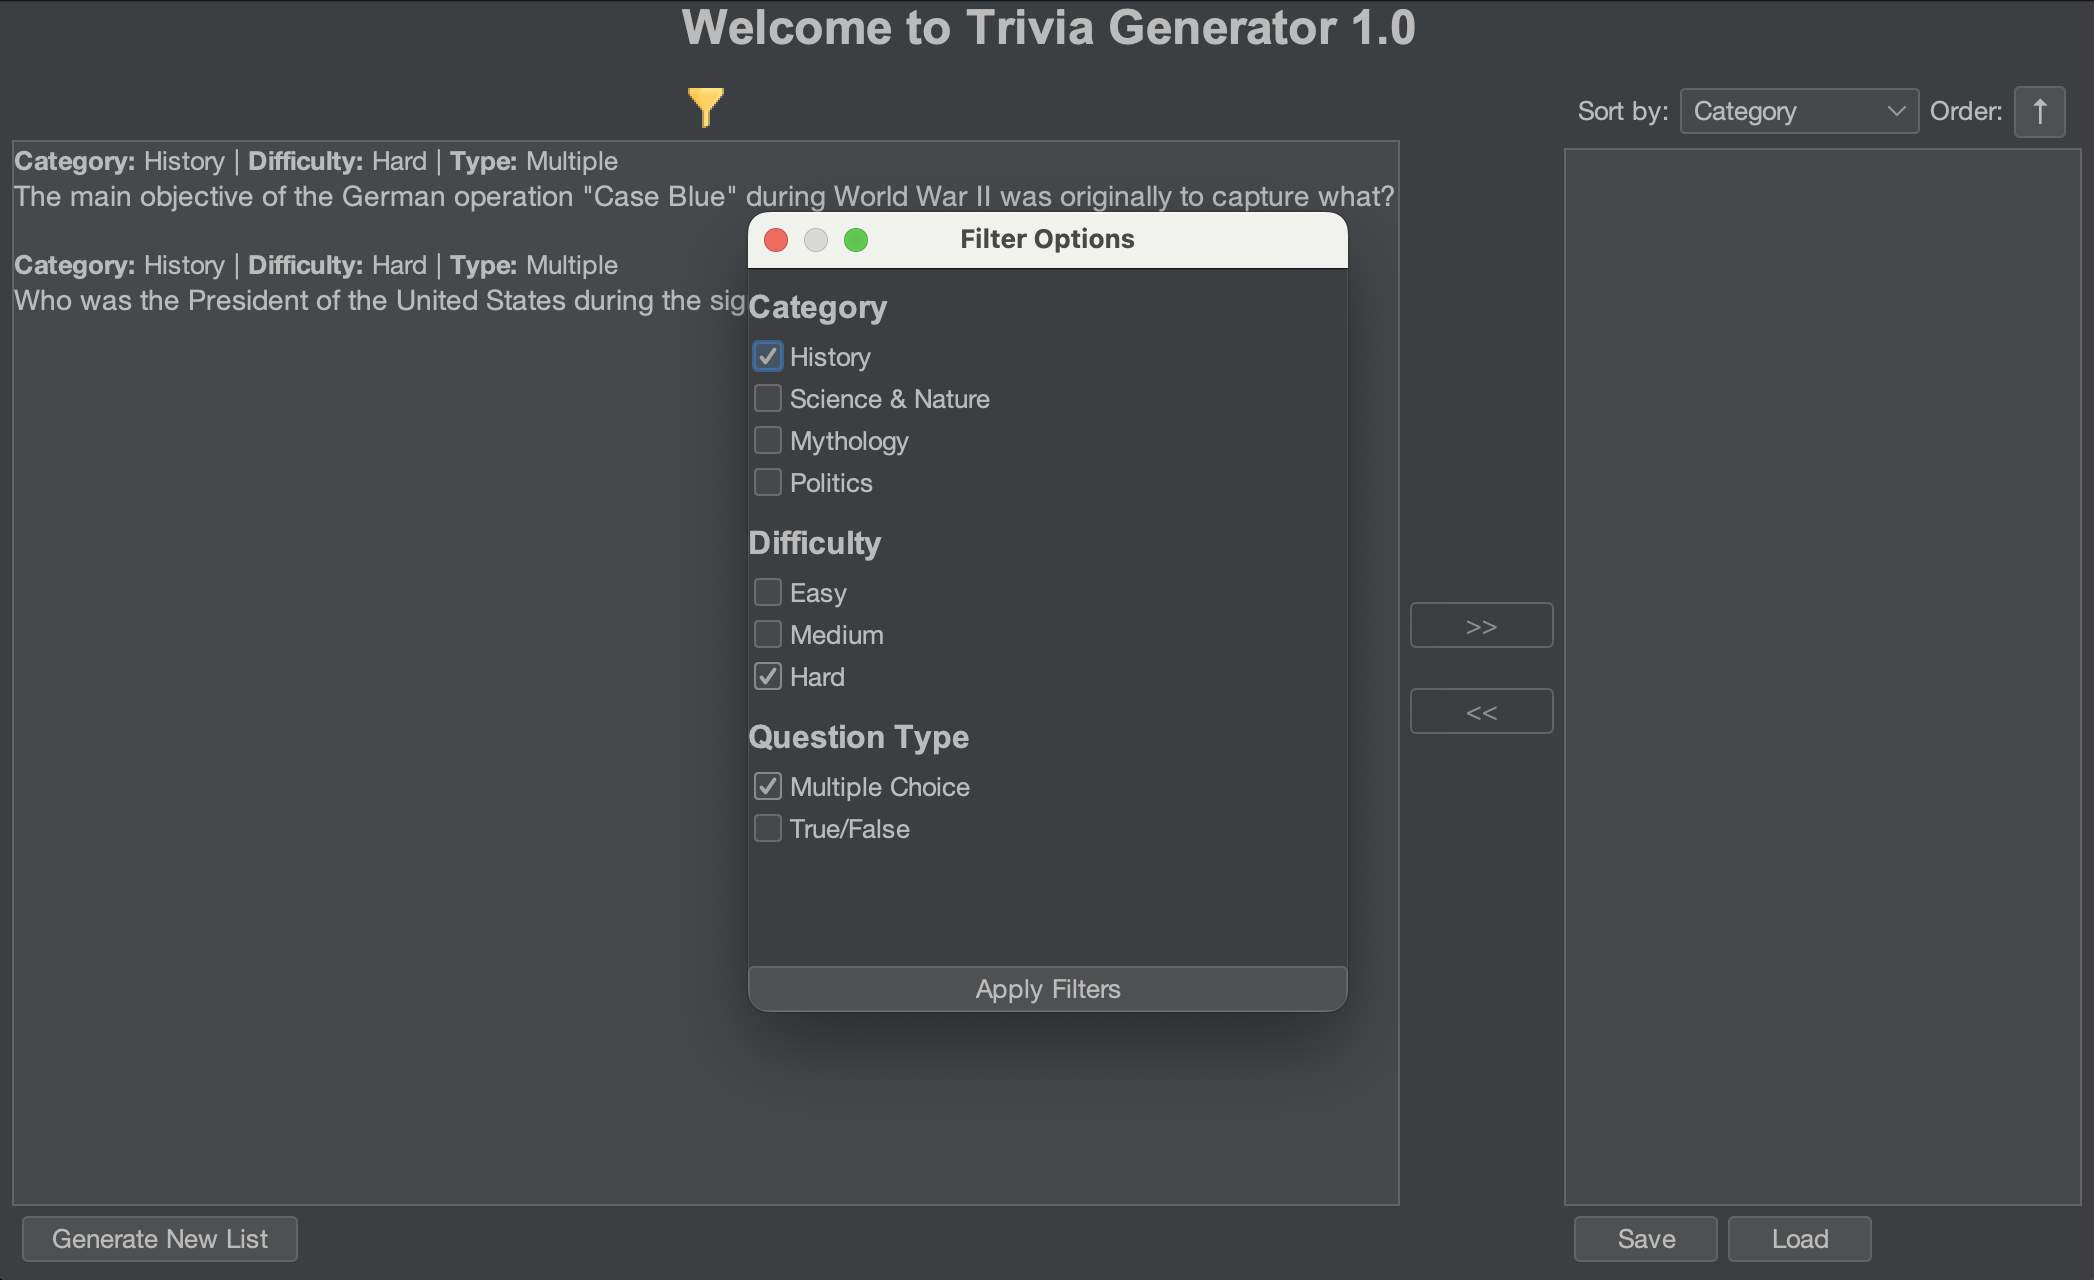 Welcome to Trivia Generator 1.0
Sort by: Category Order: ↑
Category: History | Difficulty: Hard | Type: Multiple
The main objective of the German operation "Case Blue" during World War II was originally to capture what?
Category: History | Difficulty: Hard | Type: Multiple
Who was the President of the United States during the sig
Filter Options
Category
History
Science & Nature
Mythology
Politics
Difficulty
Easy
Medium
Hard
Question Type
Multiple Choice
True/False
Apply Filters
>>
<<
Generate New List
Save
Load